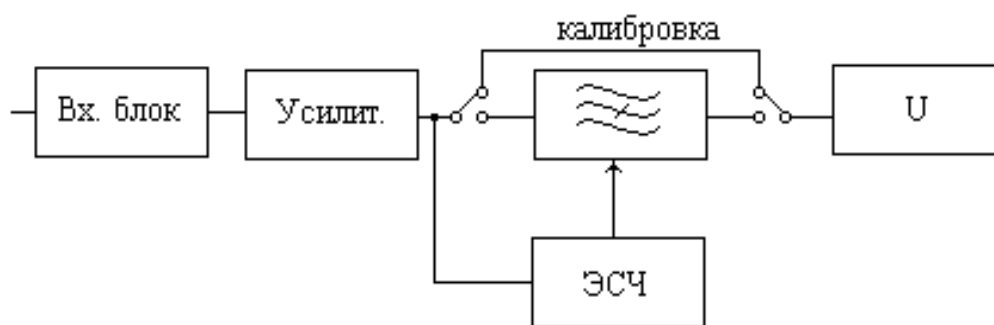 калибровка
Вх. блок
Усилит.
U
ЭСЧ